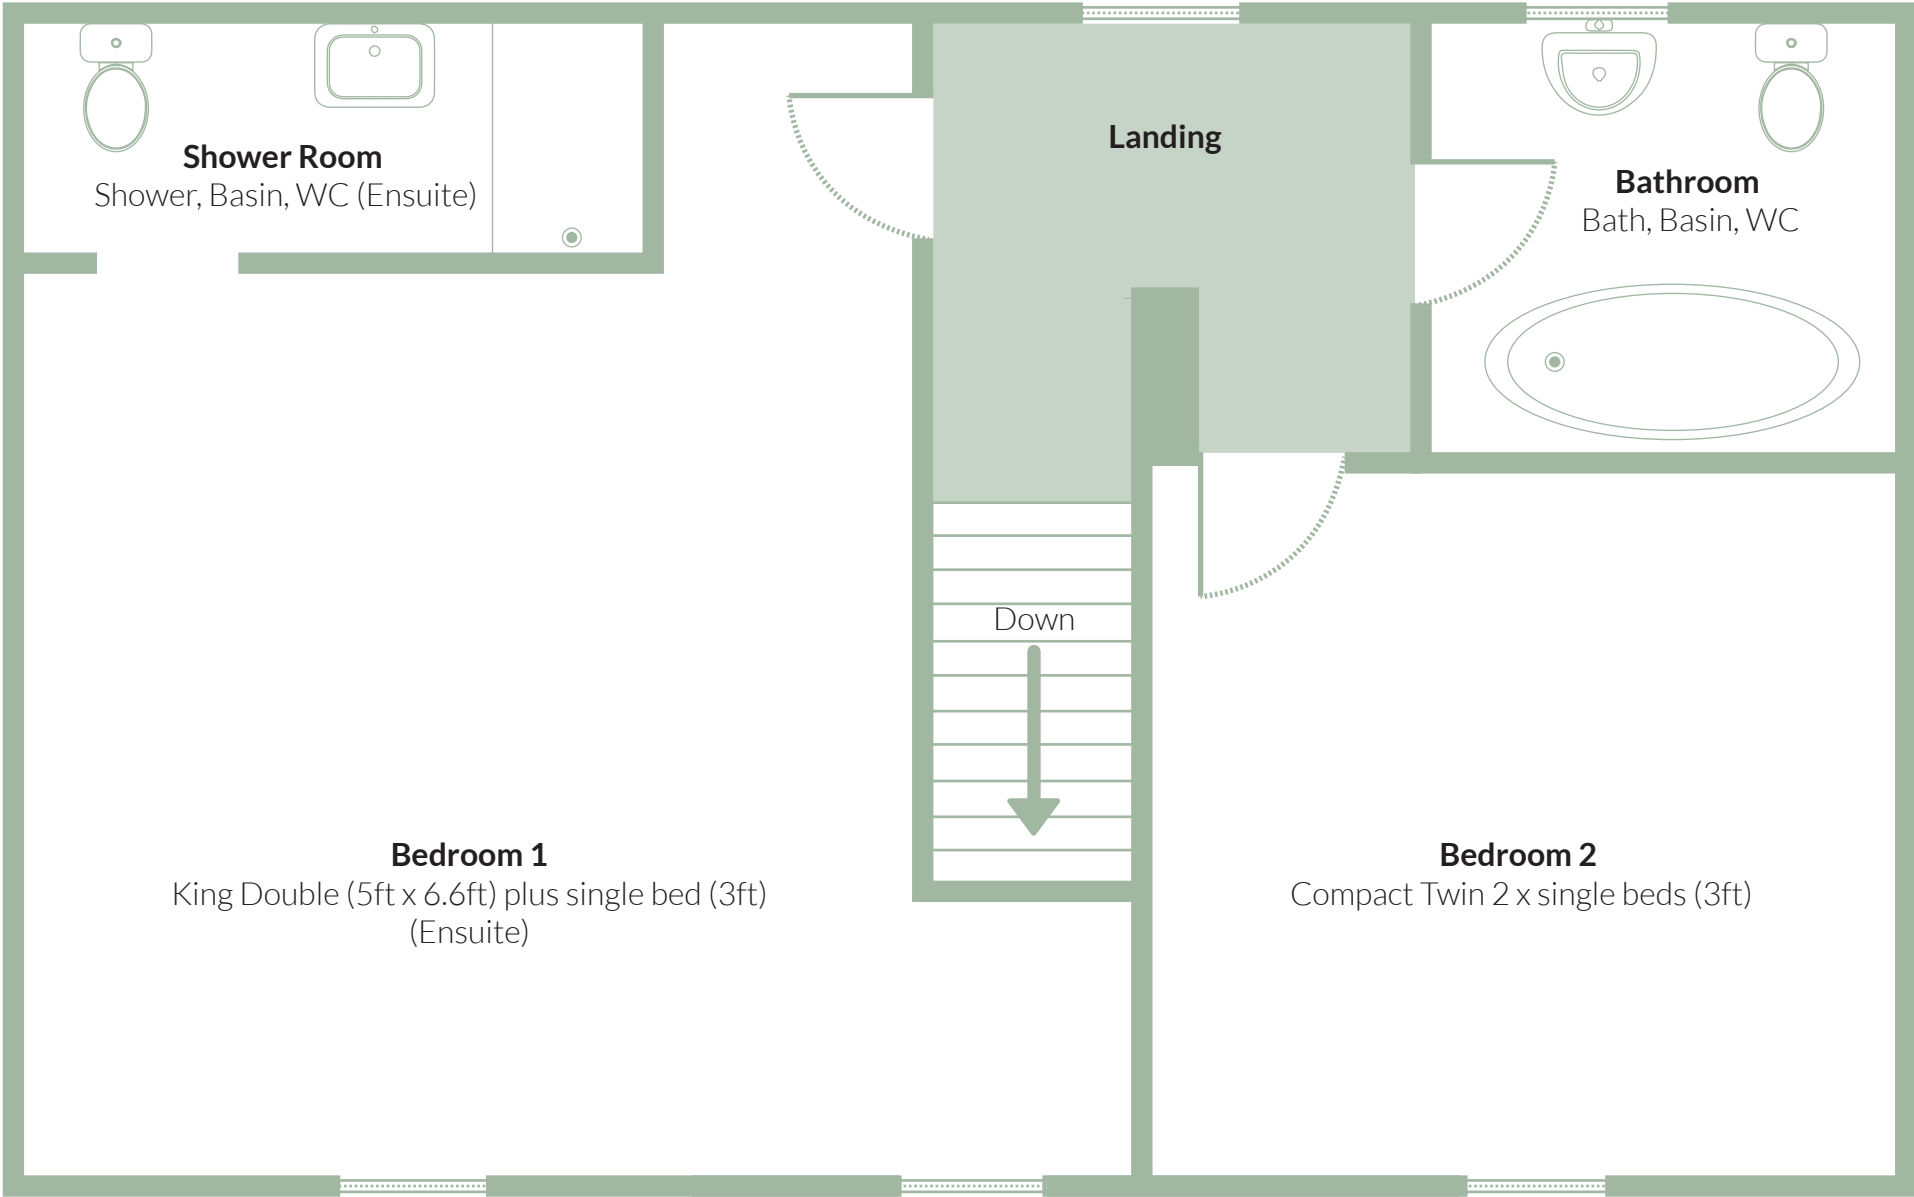 Landing
Shower Room
Shower, Basin, WC (Ensuite)
Bathroom
Bath, Basin, WC
Down
Bedroom 1
King Double (5ft x 6.6ft) plus single bed (3ft)
(Ensuite)
Bedroom 2
Compact Twin 2 x single beds (3ft)